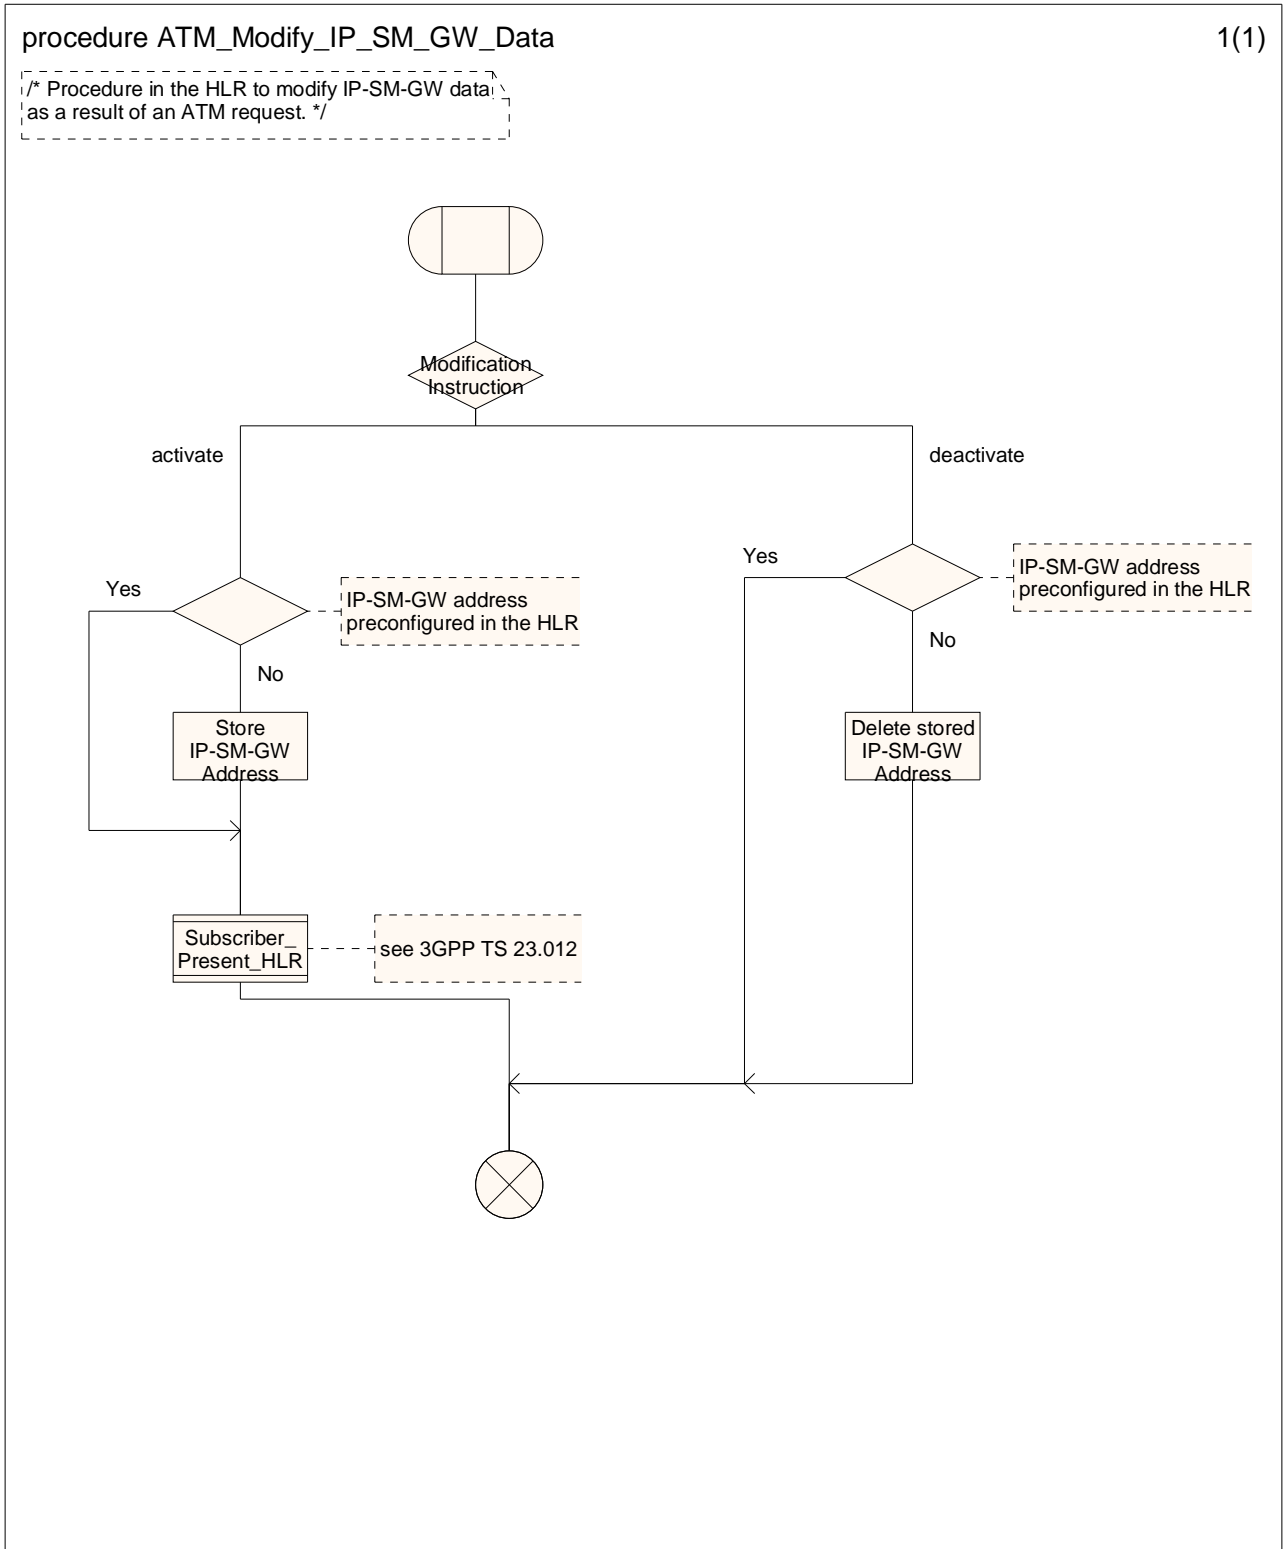 procedure ATM_Modify_IP_SM_GW_Data
1(1)
/* Procedure in the HLR to modify IP-SM-GW data
as a result of an ATM request. */
Modification
Instruction
activate
deactivate
Yes
IP-SM-GW address
preconfigured in the HLR
No
Store
IP-SM-GW
Address
Subscriber_
Present_HLR
see 3GPP TS 23.012
Yes
IP-SM-GW address
preconfigured in the HLR
No
Delete stored
IP-SM-GW
Address